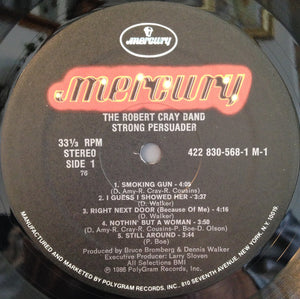 mercury
mercury
THE ROBERT CRAY BAND
STRONG PERSUADER
33⅓ RPM
STEREO
SIDE 1
76
422 830-568-1 M-1
1. SMOKING GUN - 4:05
(D. Amy-R. Cray-R. Cousins)
2. I GUESS I SHOWED HER - 3:37
(D. Walker)
3. RIGHT NEXT DOOR (Because Of Me) - 4:16
(D. Walker)
4. NOTHIN' BUT A WOMAN - 3:50
(D. Amy-R. Cray-R. Cousins-P. Boe-D. Olson)
5. STILL AROUND - 3:44
(P. Boe)
Produced by Bruce Bromberg & Dennis Walker
Executive Producer: Larry Sloven
All Selections BMI
℗ 1986 PolyGram Records, Inc.
MANUFACTURED AND MARKETED BY POLYGRAM RECORDS, INC., 810 SEVENTH AVENUE, NEW YORK, N.Y. 10019.